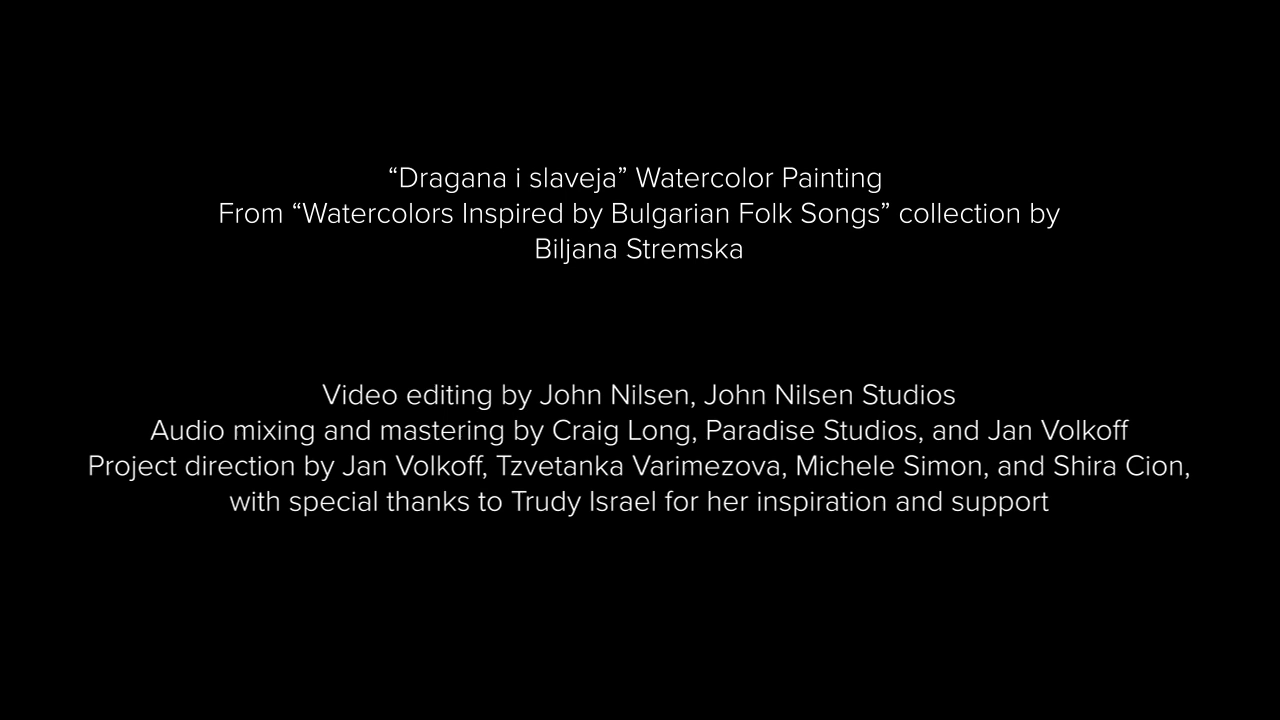 “Dragana i slaveja” Watercolor Painting
From “Watercolors Inspired by Bulgarian Folk Songs” collection by
Biljana Stremska
Video editing by John Nilsen, John Nilsen Studios
Audio mixing and mastering by Craig Long, Paradise Studios, and Jan Volkoff
Project direction by Jan Volkoff, Tzvetanka Varimezova, Michele Simon, and Shira Cion,
with special thanks to Trudy Israel for her inspiration and support